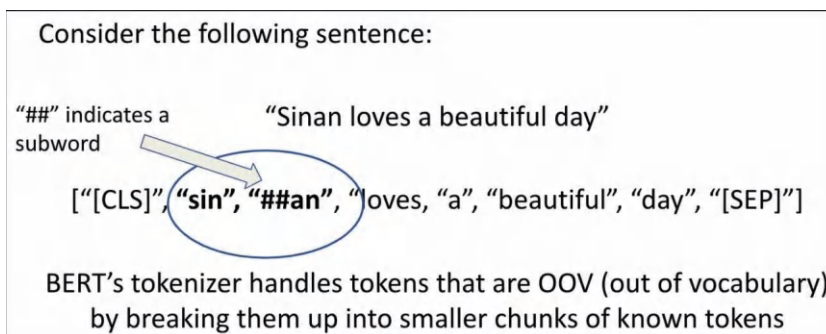 Consider the following sentence:
"##" indicates a
subword
“Sinan loves a beautiful day”
[“[CLS]”, “sin”, “##an”, “loves, “a”, “beautiful”, “day”, “[SEP]”]
BERT’s tokenizer handles tokens that are OOV (out of vocabulary)
by breaking them up into smaller chunks of known tokens